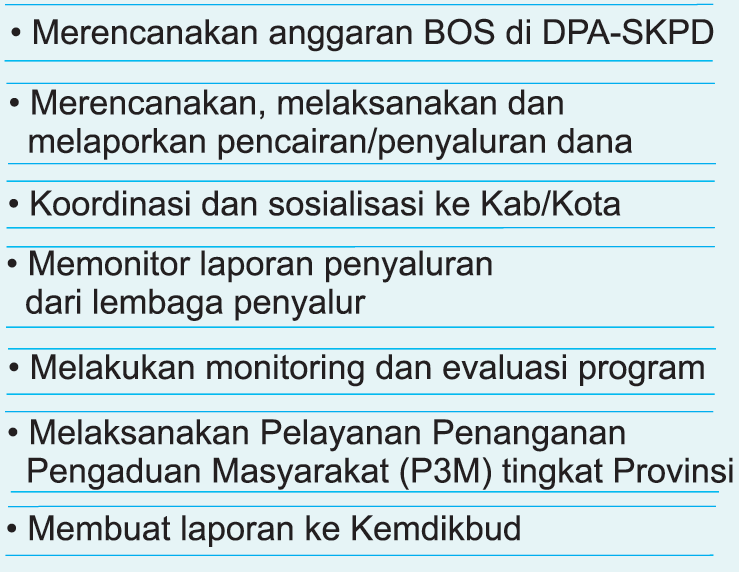 • Merencanakan anggaran BOS di DPA-SKPD
• Merencanakan, melaksanakan dan
melaporkan pencairan/penyaluran dana
• Koordinasi dan sosialisasi ke Kab/Kota
• Memonitor laporan penyaluran
dari lembaga penyalur
• Melakukan monitoring dan evaluasi program
• Melaksanakan Pelayanan Penanganan
Pengaduan Masyarakat (P3M) tingkat Provinsi
• Membuat laporan ke Kemdikbud